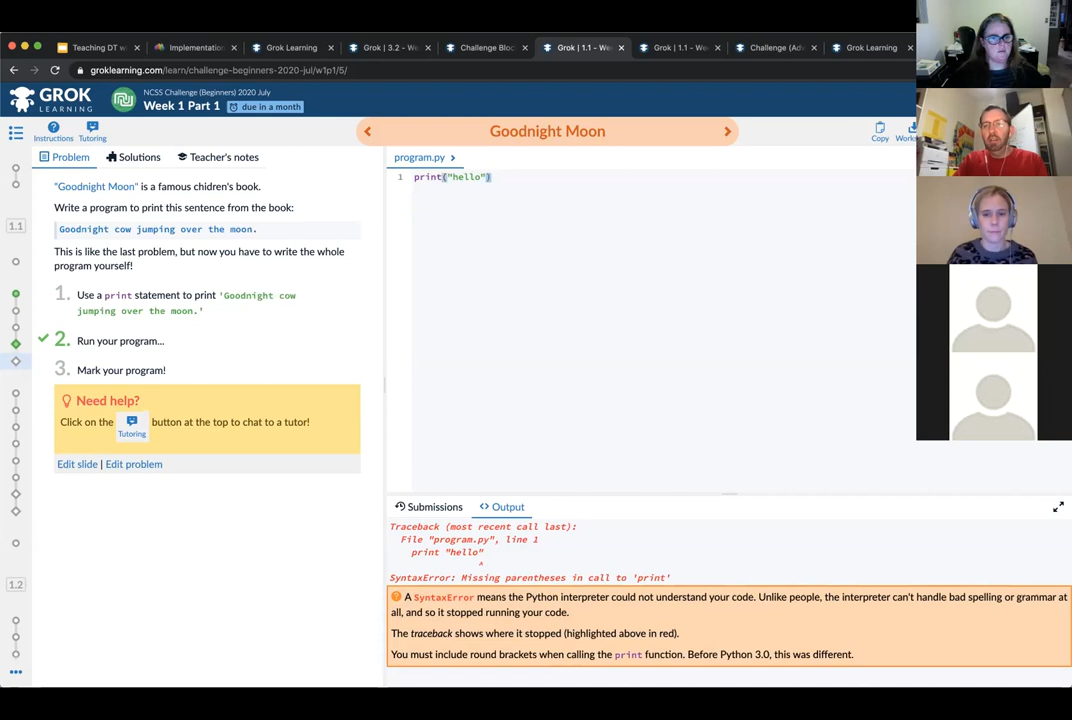 Teaching DT w
Implementation
Grok Learning
Grok | 3.2 - We
Challenge Bloc
Grok | 1.1 - We
Grok | 1.1 - We
Challenge (Adv
Grok Learning
groklearning.com/learn/challenge-beginners-2020-jul/w1p1/5/
GROK
LEARNING
NCSS Challenge (Beginners) 2020 July
Week 1 Part 1
due in a month
Instructions
Tutoring
Goodnight Moon
Copy
Works
Problem
Solutions
Teacher's notes
program.py
"Goodnight Moon" is a famous chidren's book.
Write a program to print this sentence from the book:
Goodnight cow jumping over the moon.
This is like the last problem, but now you have to write the whole
program yourself!
1. Use a print statement to print 'Goodnight cow
jumping over the moon.'
2. Run your program...
3. Mark your program!
Need help?
Click on the
Tutoring
button at the top to chat to a tutor!
Edit slide | Edit problem
1.1
1.2
1 print("hello")
Submissions
Output
Traceback (most recent call last):
File "program.py", line 1
print "hello"
^
SyntaxError: Missing parentheses in call to 'print'
A SyntaxError means the Python interpreter could not understand your code. Unlike people, the interpreter can't handle bad spelling or grammar at
all, and so it stopped running your code.
The traceback shows where it stopped (highlighted above in red).
You must include round brackets when calling the print function. Before Python 3.0, this was different.